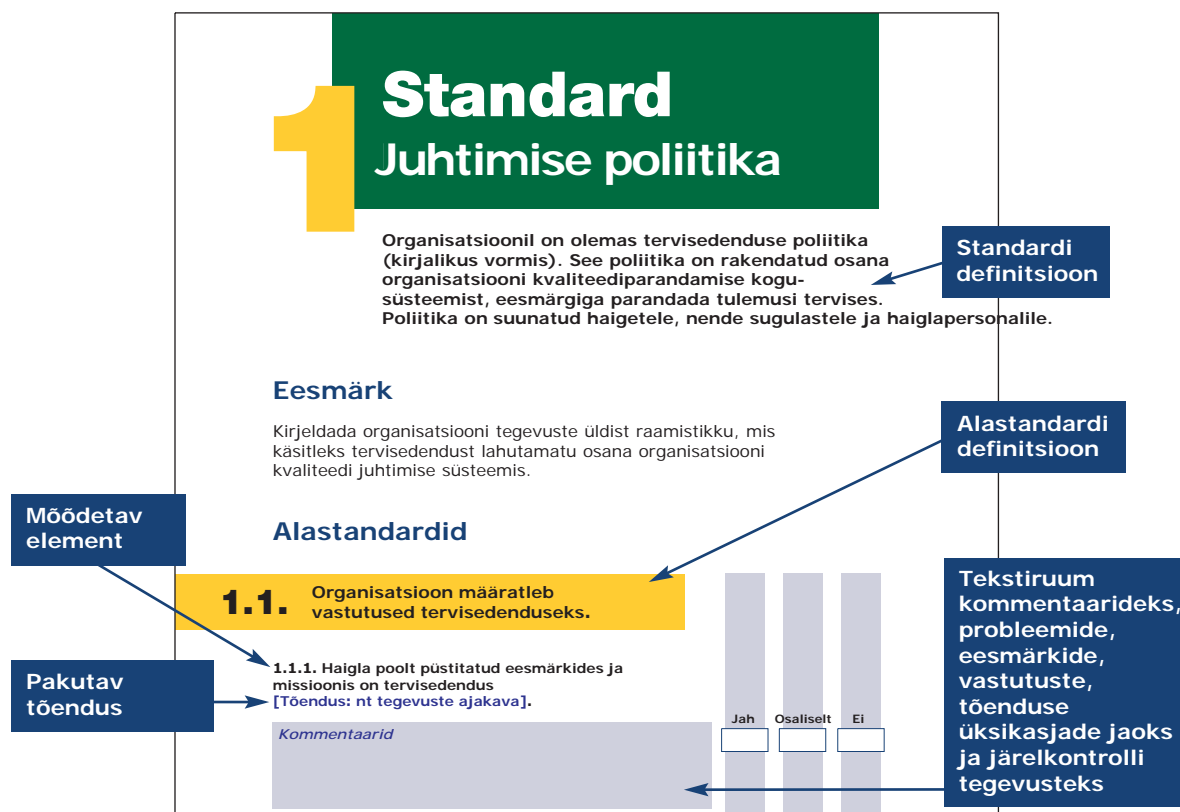 1
Standard
Juhtimise poliitika
Organisatsioonil on olemas tervisedenduse poliitika
(kirjalikus vormis). See poliitika on rakendatud osana
organisatsiooni kvaliteediparandamise kogu-
süsteemist, eesmärgiga parandada tulemusi tervises.
Poliitika on suunatud haigetele, nende sugulastele ja haiglapersonalile.
Standardi
definitsioon
Eesmärk
Kirjeldada organisatsiooni tegevuste üldist raamistikku, mis
käsitleks tervisedendust lahutamatu osana organisatsiooni
kvaliteedi juhtimise süsteemis.
Alastandardi
definitsioon
Mõõdetav
element
Alastandardid
1.1. Organisatsioon määratleb
vastutused tervisedenduseks.
1.1.1. Haigla poolt püstitatud eesmärkides ja
missioonis on tervisedendus
[Tõendus: nt tegevuste ajakava].
Pakutav
tõendus
Jah Osaliselt Ei
Kommentaarid
Tekstiruum
kommentaarideks,
probleemide,
eesmärkide,
vastutuste,
tõenduse
üksikasjade jaoks
ja järelkontrolli
tegevusteks